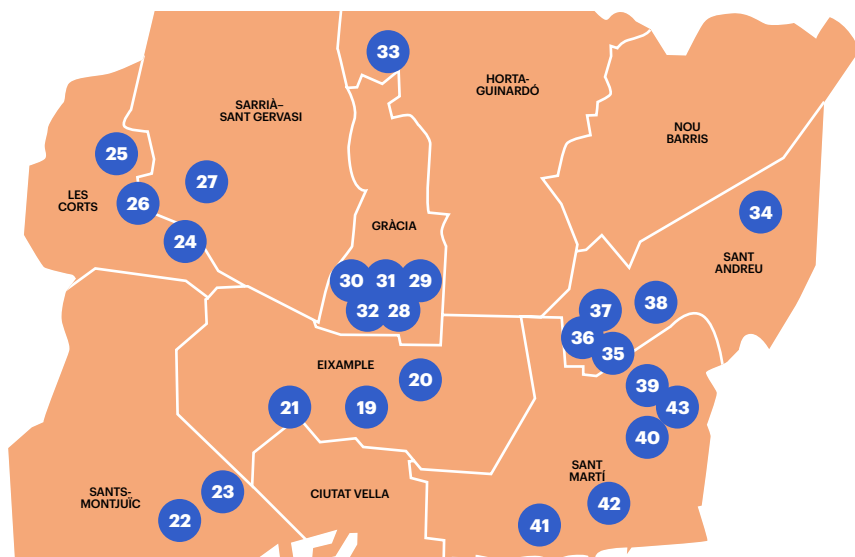 33
HORTA-
GUINARDÓ
SARRIÀ–
SANT GERVASI
NOU
BARRIS
25
27
LES
CORTS
26
34
GRÀCIA
24
SANT
ANDREU
30
31
29
32
28
38
37
36
35
EIXAMPLE
20
39
21
19
43
40
SANT
MARTÍ
SANTS-
MONTJUÏC
23
CIUTAT VELLA
42
22
41